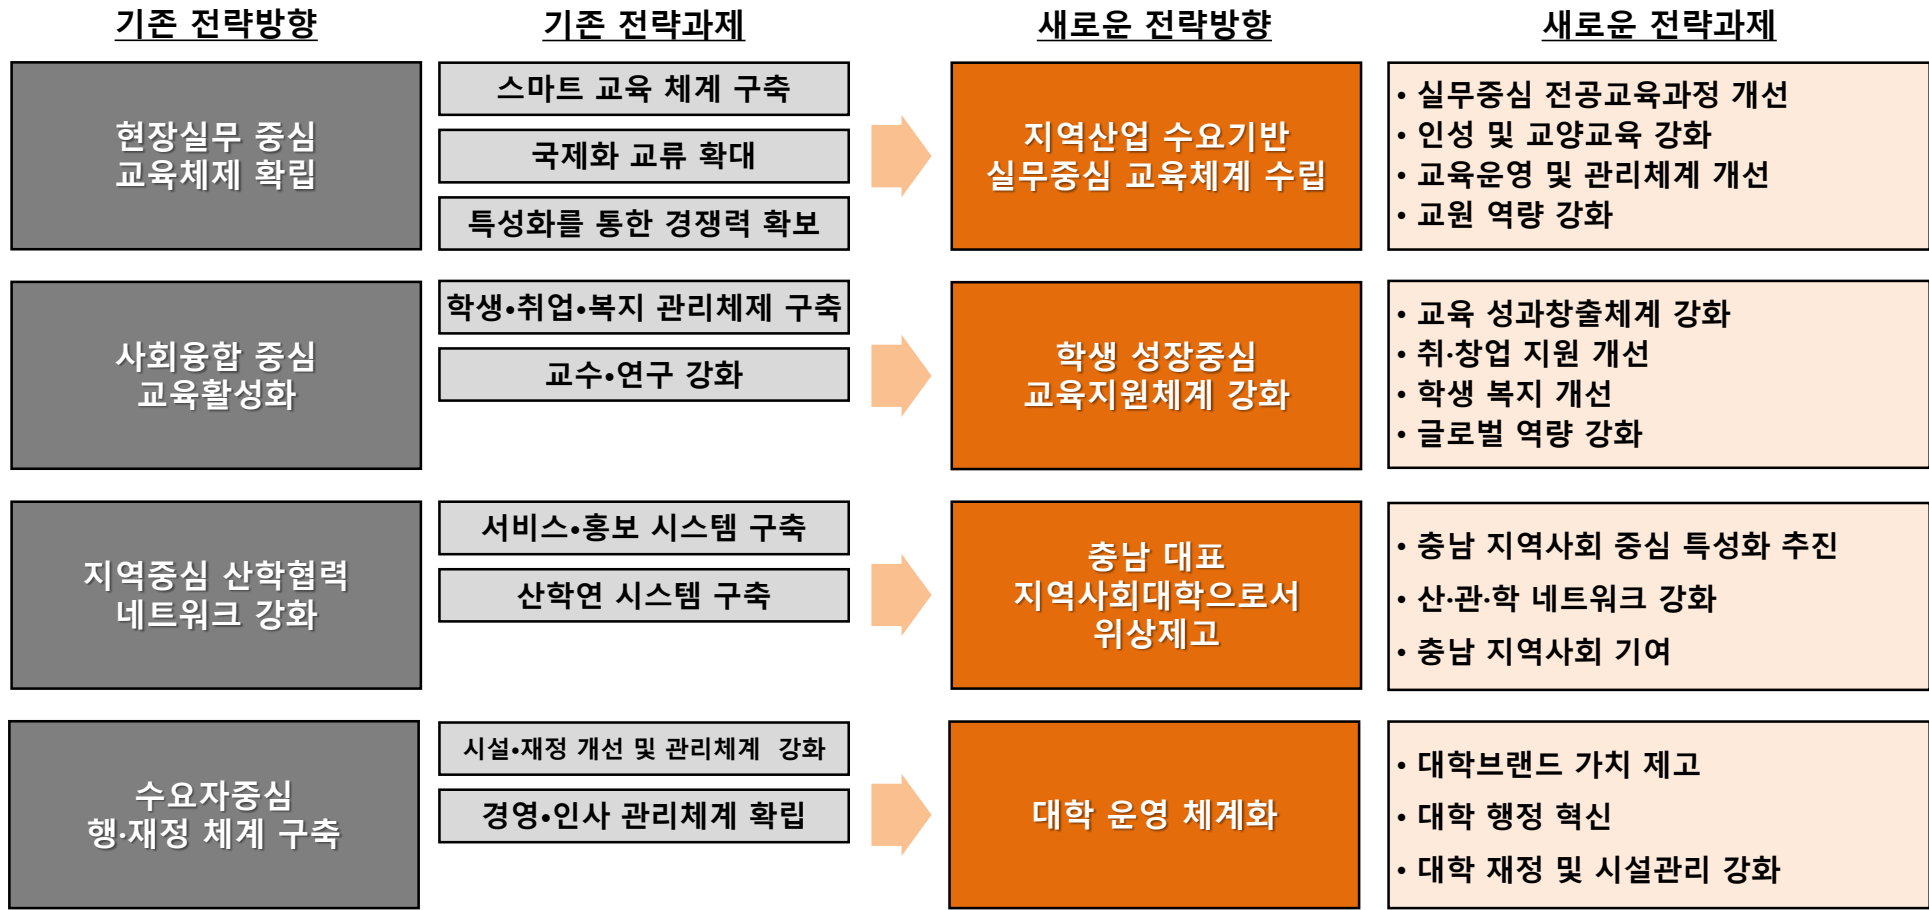 기존 전략방향
기존 전략과제
새로운 전략방향
새로운 전략과제
현장실무 중심
교육체제 확립
스마트 교육 체계 구축
국제화 교류 확대
특성화를 통한 경쟁력 확보
지역산업 수요기반
실무중심 교육체계 수립
• 실무중심 전공교육과정 개선
• 인성 및 교양교육 강화
• 교육운영 및 관리체계 개선
• 교원 역량 강화
사회융합 중심
교육활성화
학생•취업•복지 관리체제 구축
교수•연구 강화
학생 성장중심
교육지원체계 강화
• 교육 성과창출체계 강화
• 취·창업 지원 개선
• 학생 복지 개선
• 글로벌 역량 강화
지역중심 산학협력
네트워크 강화
서비스•홍보 시스템 구축
산학연 시스템 구축
충남 대표
지역사회대학으로서
위상제고
• 충남 지역사회 중심 특성화 추진
• 산·관·학 네트워크 강화
• 충남 지역사회 기여
수요자중심
행·재정 체계 구축
시설•재정 개선 및 관리체계 강화
경영•인사 관리체계 확립
대학 운영 체계화
• 대학브랜드 가치 제고
• 대학 행정 혁신
• 대학 재정 및 시설관리 강화